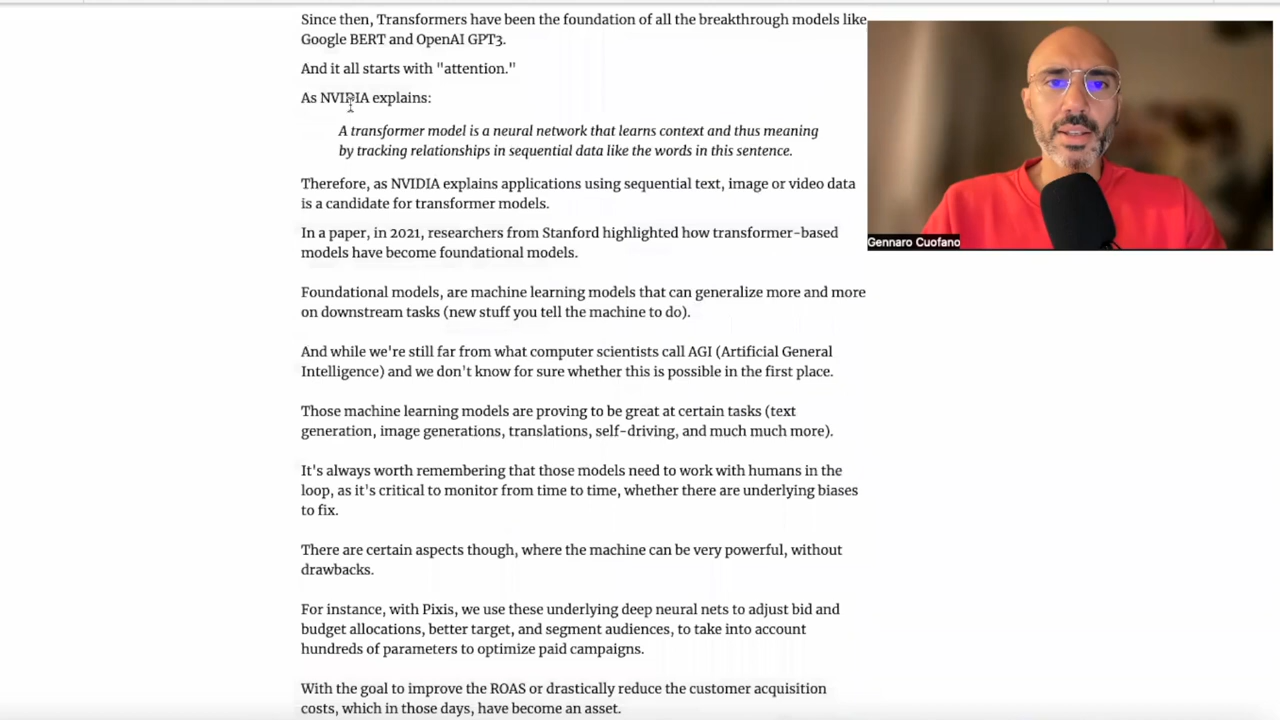 Since then, Transformers have been the foundation of all the breakthrough models like
Google BERT and OpenAI GPT3.
And it all starts with "attention."
As NVIDIA explains:
A transformer model is a neural network that learns context and thus meaning
by tracking relationships in sequential data like the words in this sentence.
Therefore, as NVIDIA explains applications using sequential text, image or video data
is a candidate for transformer models.
In a paper, in 2021, researchers from Stanford highlighted how transformer-based
models have become foundational models.
Foundational models, are machine learning models that can generalize more and more
on downstream tasks (new stuff you tell the machine to do).
And while we're still far from what computer scientists call AGI (Artificial General
Intelligence) and we don't know for sure whether this is possible in the first place.
Those machine learning models are proving to be great at certain tasks (text
generation, image generations, translations, self-driving, and much much more).
It's always worth remembering that those models need to work with humans in the
loop, as it's critical to monitor from time to time, whether there are underlying biases
to fix.
There are certain aspects though, where the machine can be very powerful, without
drawbacks.
For instance, with Pixis, we use these underlying deep neural nets to adjust bid and
budget allocations, better target, and segment audiences, to take into account
hundreds of parameters to optimize paid campaigns.
With the goal to improve the ROAS or drastically reduce the customer acquisition
costs, which in those days, have become an asset.
Gennaro Cuofano